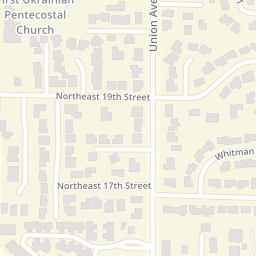 First Ukrainian
Pentecostal
Church
Union Ave
Northeast 19th Street
Whitman
Northeast 17th Street